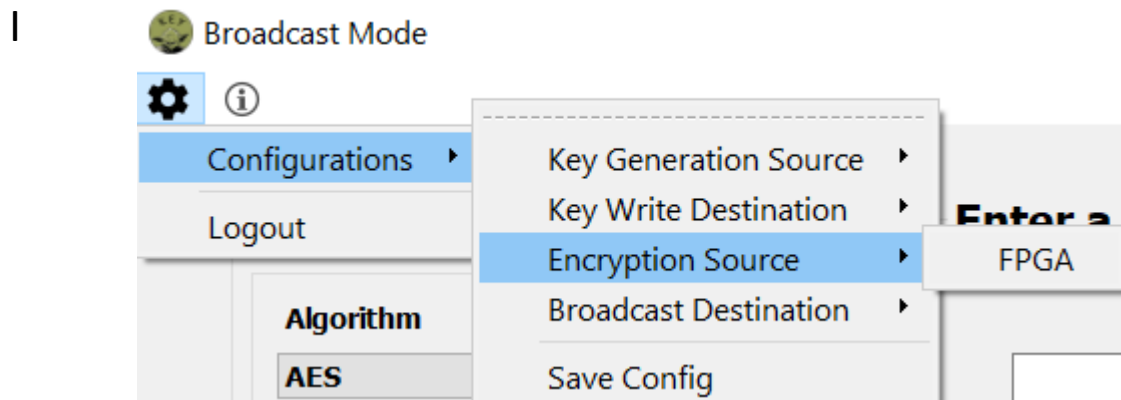 I
Broadcast Mode
Configurations
Logout
Key Generation Source
Key Write Destination
Encryption Source
Broadcast Destination
Save Config
FPGA
Enter a
Algorithm
AES